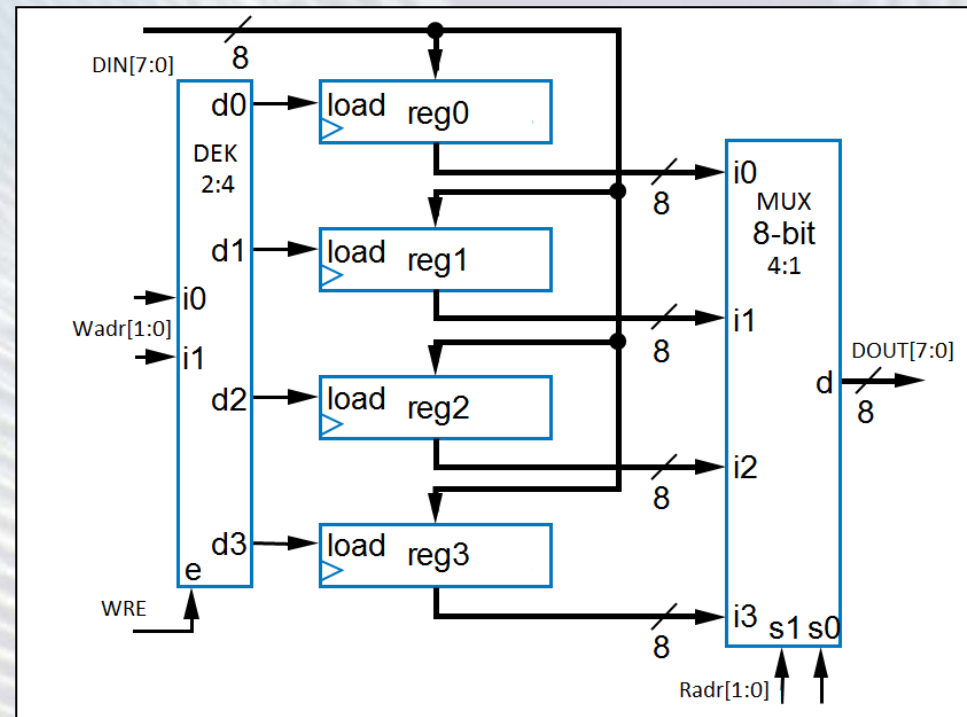 8
DIN[7:0]
d0
load
reg0
DEK
2:4
i0
8
MUX
8-bit
4:1
d1
load
reg1
i0
Wadr[1:0]
i1
i1
8
DOUT[7:0]
d
8
d2
load
reg2
i2
8
d3
load
reg3
e
WRE
i3
8
s1 s0
Radr[1:0]